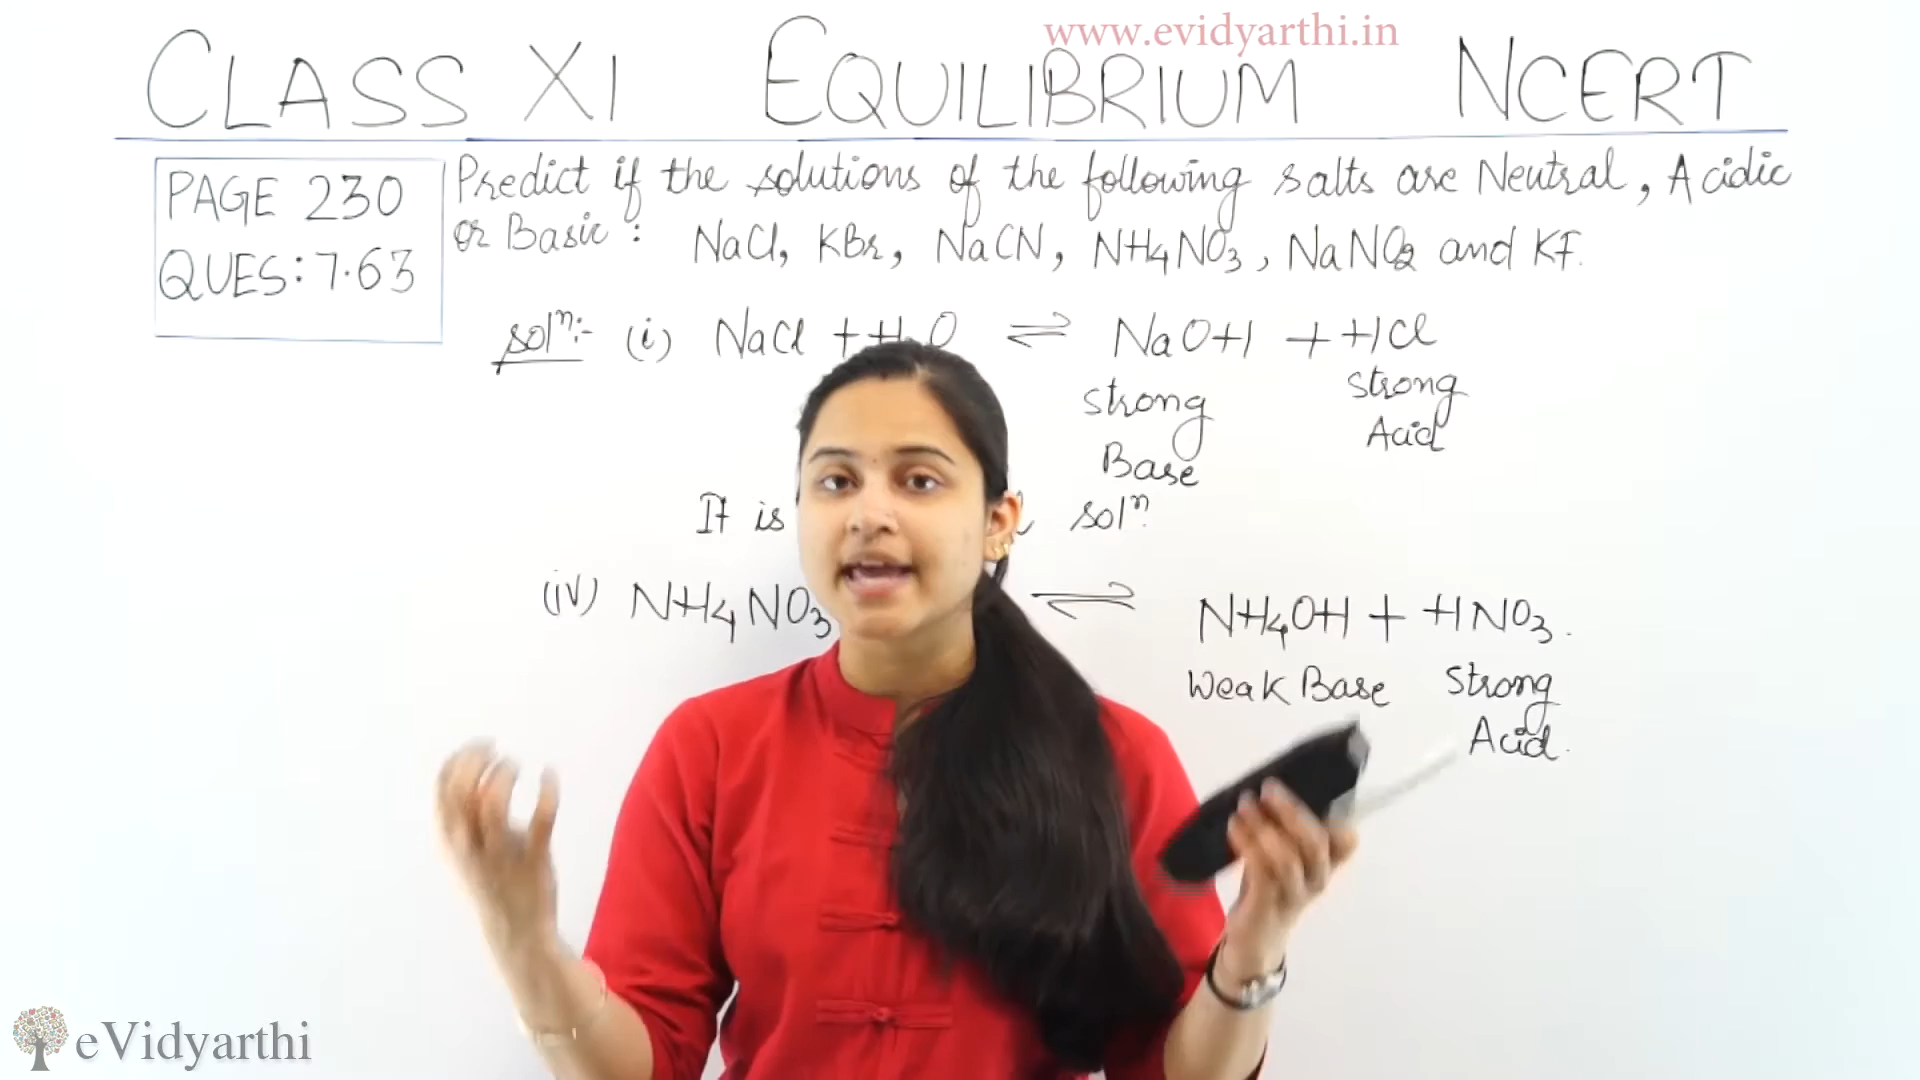 www.evidyarthi.in
CLASS XI EQUILIBRIUM NCERT
PAGE 230
QUES: 7.63
Predict if the solutions of the following salts are Neutral, Acidic
or Basic: NaCl, KBr, NaCN, NH4NO3, NaNO2 and KF.
solⁿ:- (i) NaCl + H2O ⇌ NaOH + HCl
strong Base
Strong Acid
It is solⁿ.
(iv) NH4NO3 ⇌ NH4OH + HNO3.
Weak Base
Strong Acid.
eVidyarthi